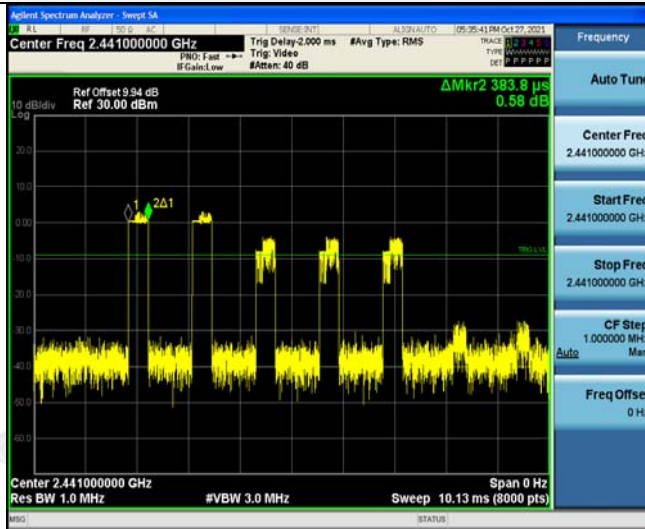 Agilent Spectrum Analyzer - Swept SA
RL RF 50 Ω AC SENSE:INT ALIGN AUTO 05:35:41 PM Oct 27, 2021
Center Freq 2.441000000 GHz
PNO: Fast
IFGain:Low
Trig Delay-2.000 ms
Trig: Video
#Atten: 40 dB
#Avg Type: RMS
TRACE 1 2 3 4 5 6
TYPE
DET P P P P P P
Ref Offset 9.94 dB
Ref 30.00 dBm
10 dB/div
Log
ΔMkr2 383.8 µs
0.58 dB
20.0
10.0
1 2Δ1
0.00
TRIG LVL
-10.0
-20.0
-30.0
-40.0
-50.0
-60.0
Center 2.441000000 GHz Span 0 Hz
Res BW 1.0 MHz #VBW 3.0 MHz Sweep 10.13 ms (8000 pts)
MSG STATUS
Frequency
Auto Tune
Center Freq
2.441000000 GHz
Start Freq
2.441000000 GHz
Stop Freq
2.441000000 GHz
CF Step
1.000000 MHz
Auto Man
Freq Offset
0 Hz